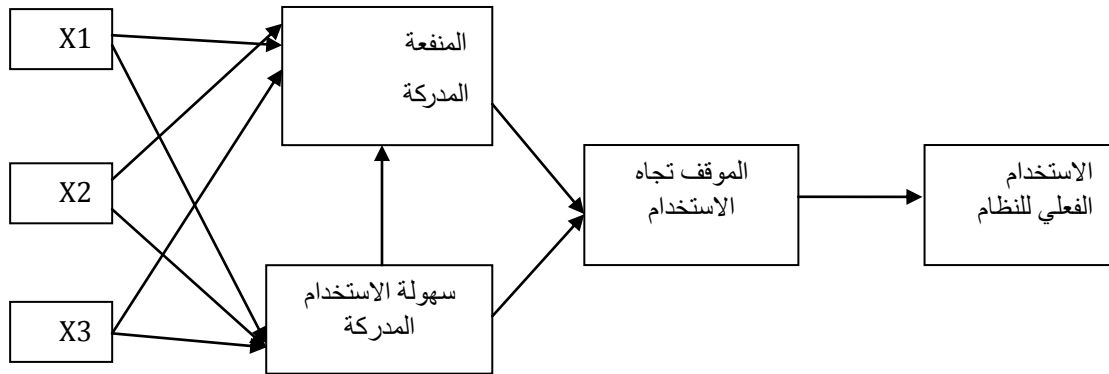 X1
X2
X3
المنفعة
المدركة
سهولة الاستخدام
المدركة
الموقف تجاه
الاستخدام
الاستخدام
الفعلي للنظام